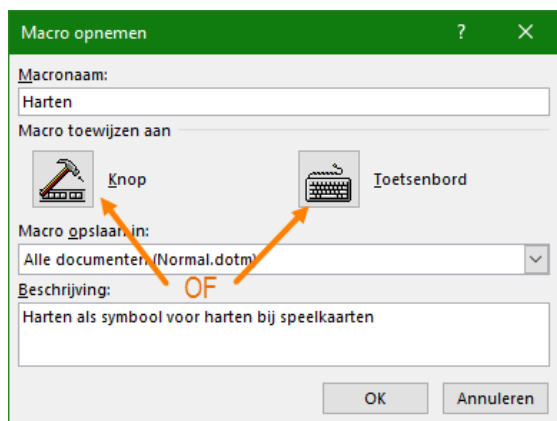 Macro opnemen ? ×
Macronaam:
Harten
Macro toewijzen aan
Knop Toetsenbord
Macro opslaan in:
Alle documenten (Normal.dotm)
OF
Beschrijving:
Harten als symbool voor harten bij speelkaarten
OK Annuleren